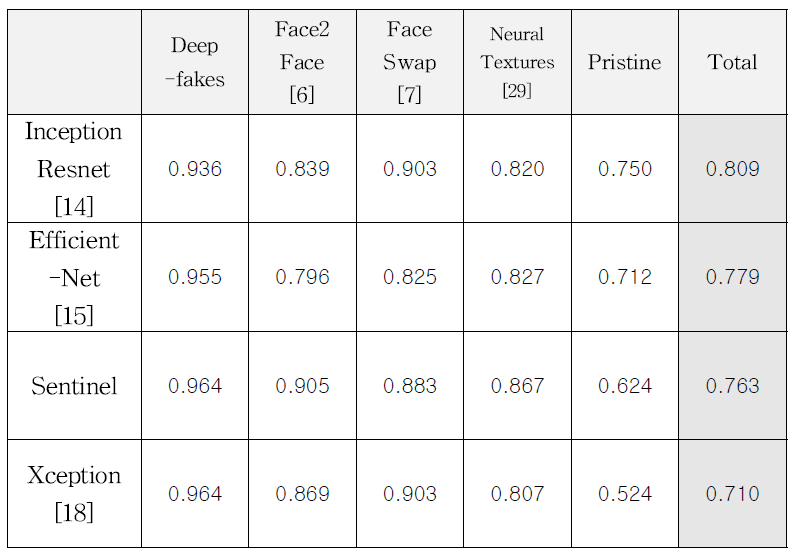 Deep
-fakes
Face2
Face
[6]
Face
Swap
[7]
Neural
Textures
[29]
Pristine
Total
Inception
Resnet
[14]
0.936
0.839
0.903
0.820
0.750
0.809
Efficient
-Net
[15]
0.955
0.796
0.825
0.827
0.712
0.779
Sentinel
0.964
0.905
0.883
0.867
0.624
0.763
Xception
[18]
0.964
0.869
0.903
0.807
0.524
0.710